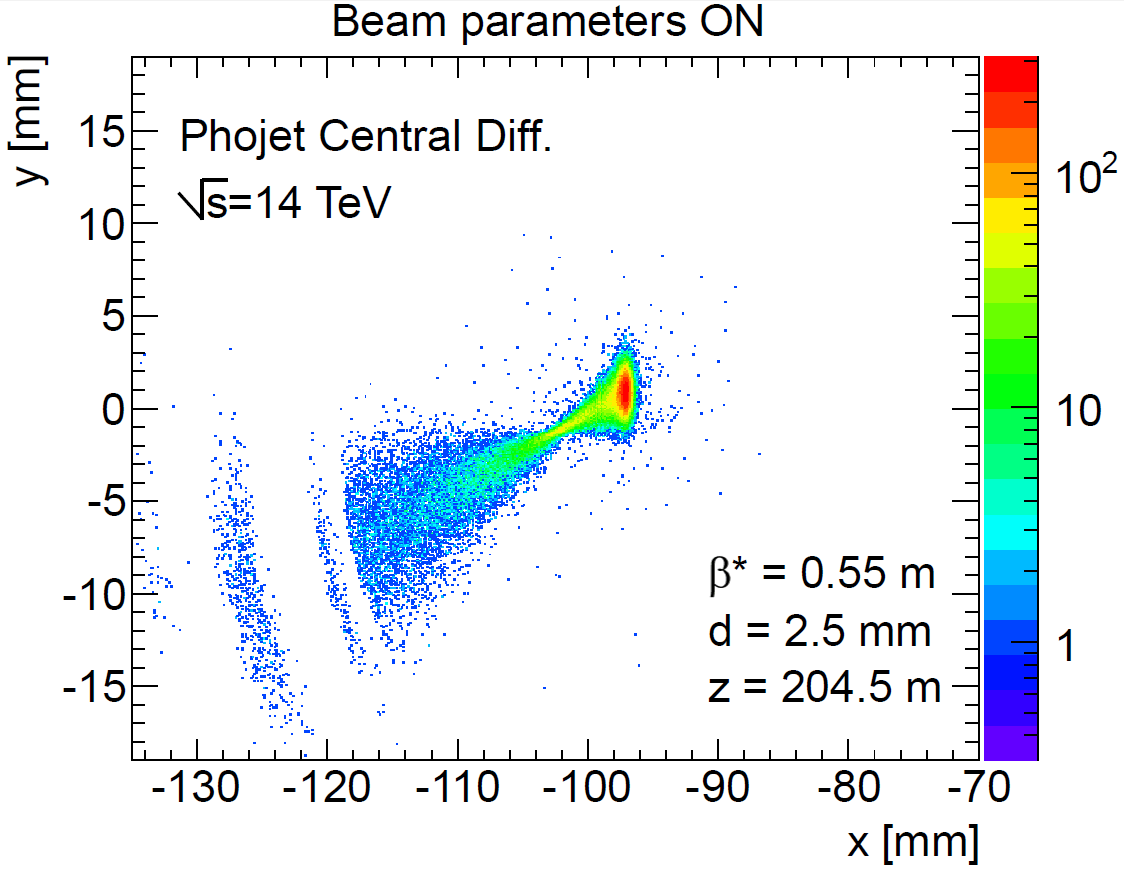 Beam parameters ON
y [mm]
Phojet Central Diff.
√s=14 TeV
15
10
5
0
-5
-10
-15
β* = 0.55 m
d = 2.5 mm
z = 204.5 m
-130 -120 -110 -100 -90 -80 -70
x [mm]
10²
10
1